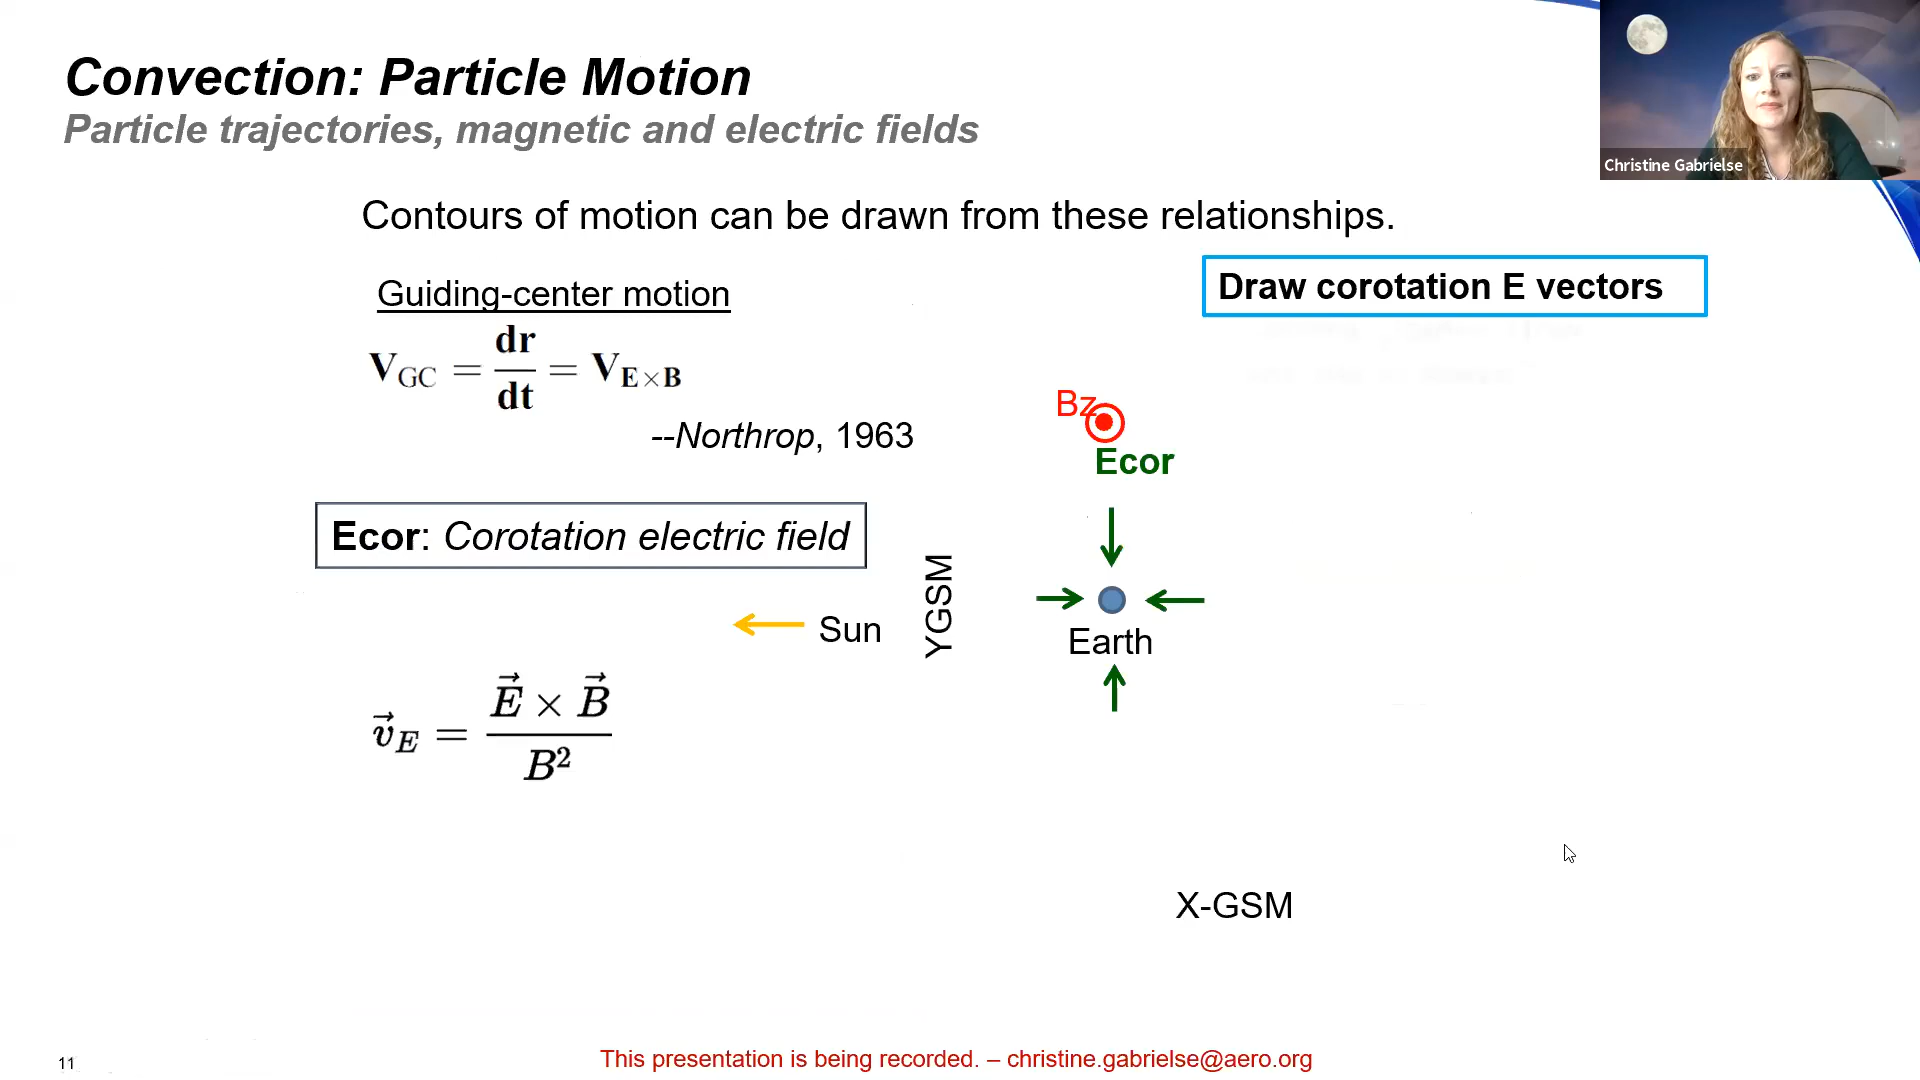 Convection: Particle Motion
Particle trajectories, magnetic and electric fields
Christine Gabrielse
Contours of motion can be drawn from these relationships.
Draw corotation E vectors
Guiding-center motion
V_GC = dr/dt = V_E×B
--Northrop, 1963
Bz
Ecor
Ecor: Corotation electric field
YGSM
Sun
Earth
v⃗_E = E⃗ × B⃗ / B²
X-GSM
11
This presentation is being recorded. – christine.gabrielse@aero.org